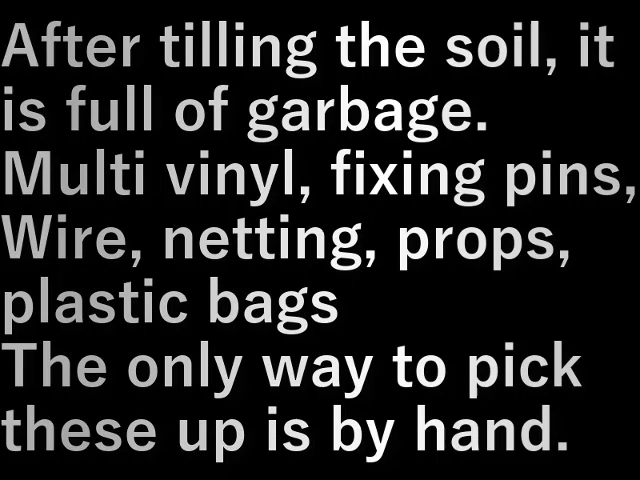 After tilling the soil, it
is full of garbage.
Multi vinyl, fixing pins,
Wire, netting, props,
plastic bags
The only way to pick
these up is by hand.